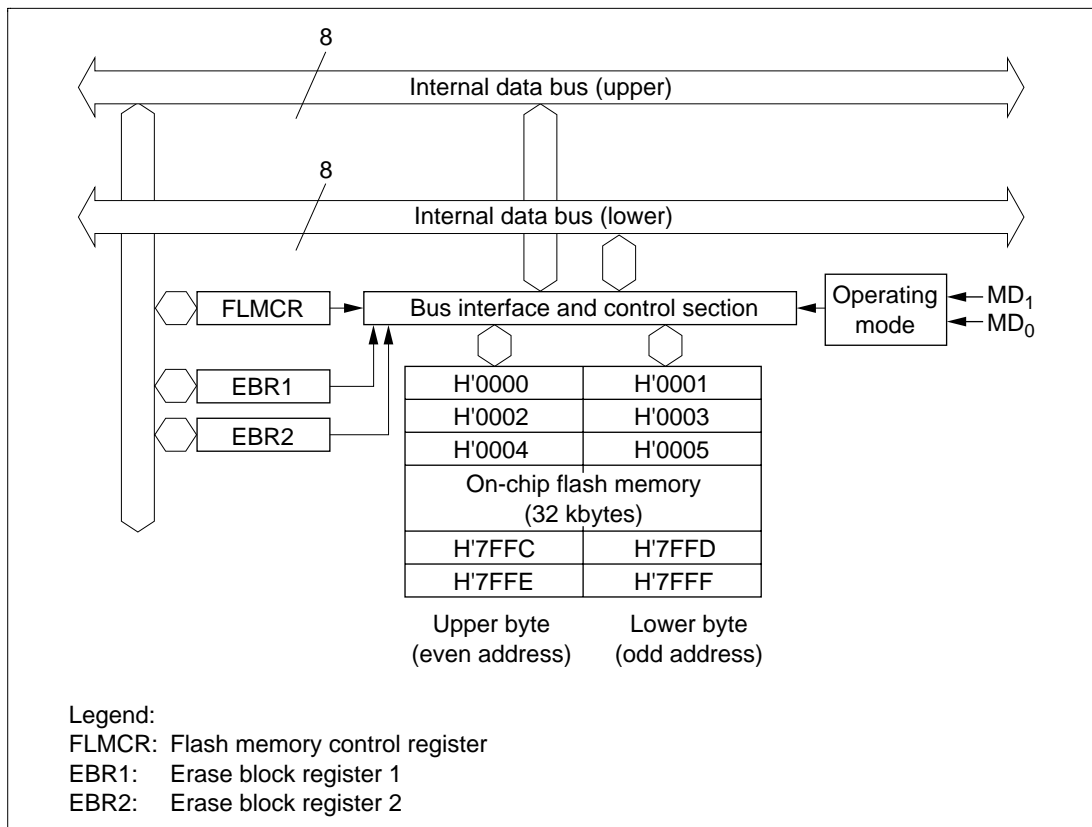 8
Internal data bus (upper)
8
Internal data bus (lower)
FLMCR
Bus interface and control section
Operating
mode
MD1
MD0
EBR1
EBR2
H'0000 H'0001
H'0002 H'0003
H'0004 H'0005
On-chip flash memory
(32 kbytes)
H'7FFC H'7FFD
H'7FFE H'7FFF
Upper byte
(even address)
Lower byte
(odd address)
Legend:
FLMCR: Flash memory control register
EBR1: Erase block register 1
EBR2: Erase block register 2